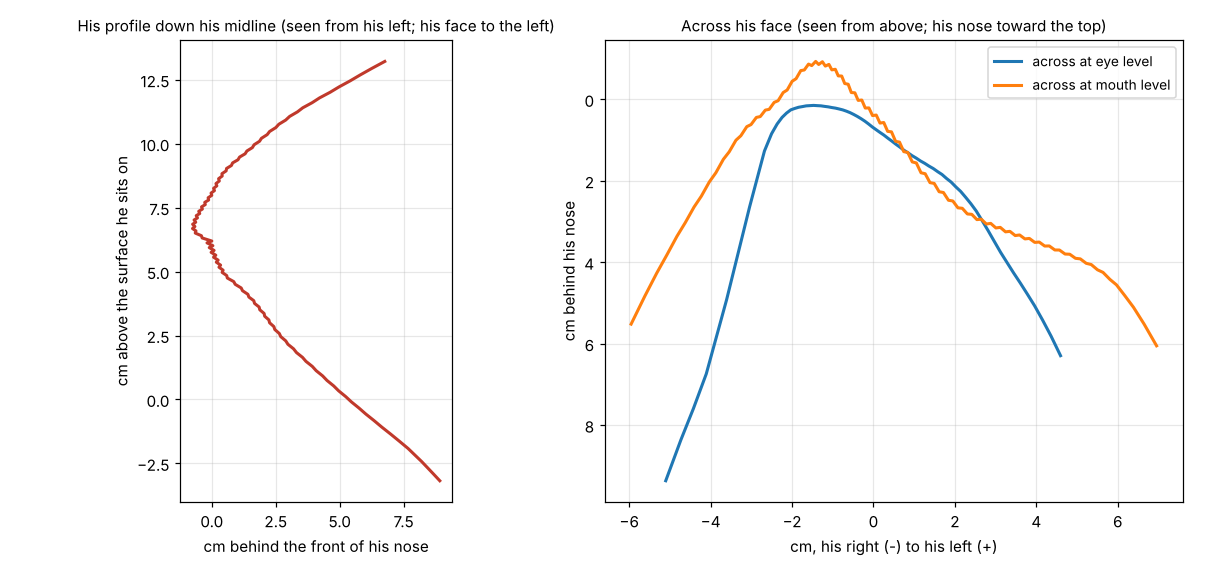 His profile down his midline (seen from his left; his face to the left)
cm above the surface he sits on
12.5
10.0
7.5
5.0
2.5
0.0
−2.5
0.0
2.5
5.0
7.5
cm behind the front of his nose
Across his face (seen from above; his nose toward the top)
across at eye level
across at mouth level
cm behind his nose
0
2
4
6
8
−6
−4
−2
0
2
4
6
cm, his right (-) to his left (+)